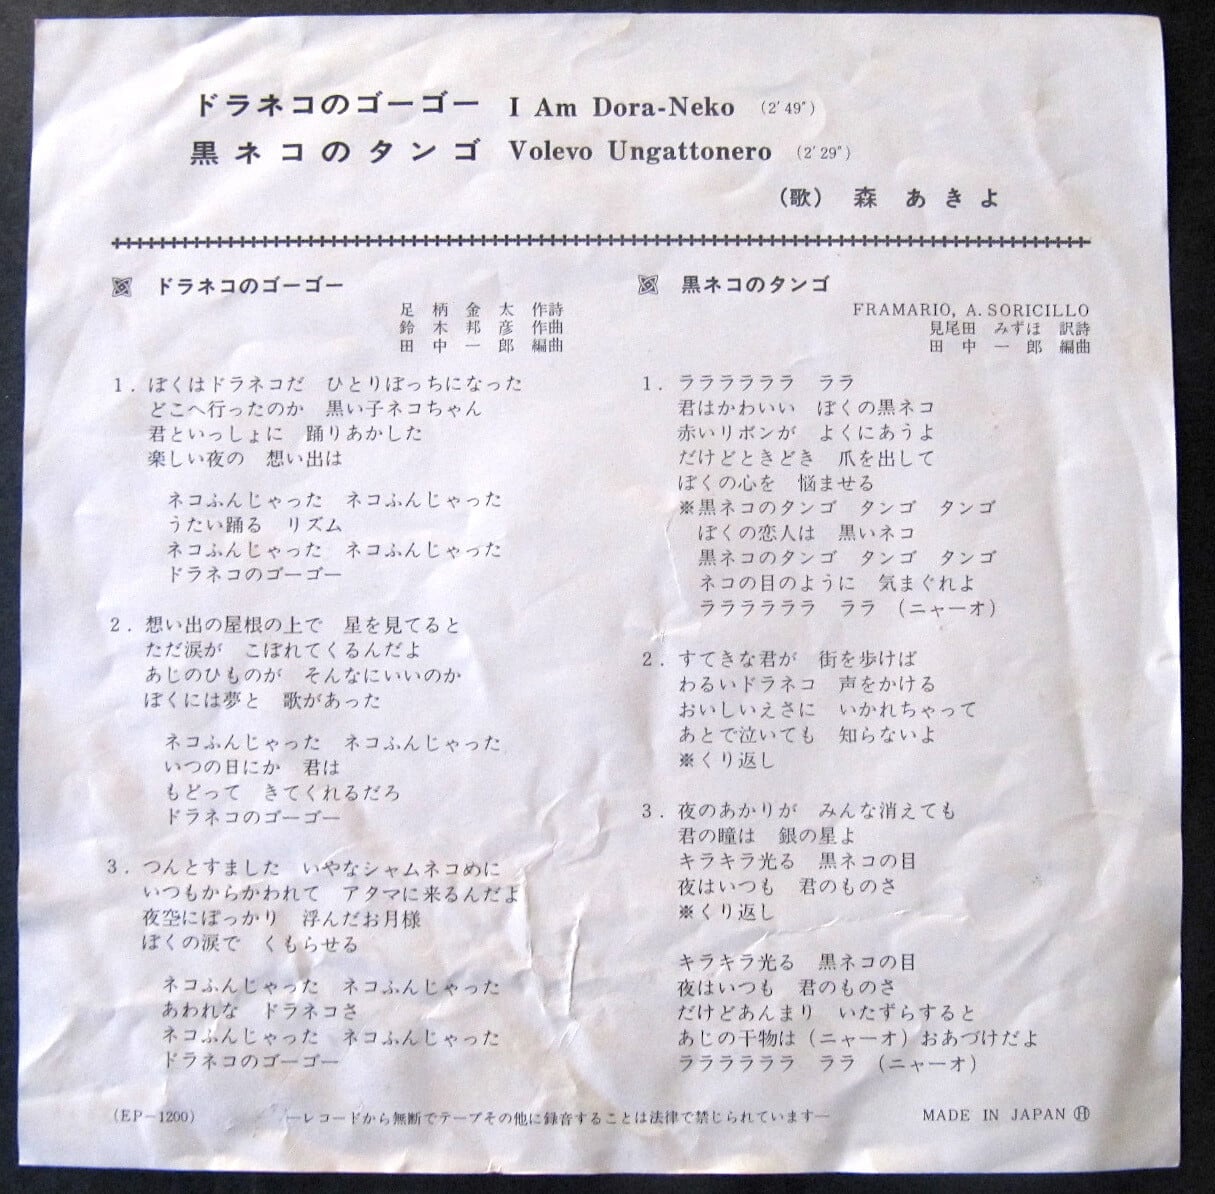 ドラネコのゴーゴー I Am Dora-Neko (2′49″)
黒ネコのタンゴ Volevo Ungattonero (2′29″)
(歌) 森 あきよ
ドラネコのゴーゴー
足柄金太 作詩
鈴木邦彦 作曲
田中一郎 編曲
1. ぼくはドラネコだ ひとりぼっちになった
どこへ行ったのか 黒い子ネコちゃん
君といっしょに 踊りあかした
楽しい夜の 想い出は
ネコふんじゃった ネコふんじゃった
うたい踊る リズム
ネコふんじゃった ネコふんじゃった
ドラネコのゴーゴー
2. 想い出の屋根の上で 星を見てると
ただ涙が こぼれてくるんだよ
あじのひものが そんなにいいのか
ぼくには夢と 歌があった
ネコふんじゃった ネコふんじゃった
いつの日にか 君は
もどって きてくれるだろ
ドラネコのゴーゴー
3. つんとすました いやなシャムネコめに
いつもからかわれて アタマに来るんだよ
夜空にぽっかり 浮んだお月様
ぼくの涙で くもらせる
ネコふんじゃった ネコふんじゃった
あわれな ドラネコさ
ネコふんじゃった ネコふんじゃった
ドラネコのゴーゴー
黒ネコのタンゴ
FRAMARIO, A. SORICILLO
見尾田 みずほ 訳詩
田中一郎 編曲
1. ララララララ ララ
君はかわいい ぼくの黒ネコ
赤いリボンが よくにあうよ
だけどときどき 爪を出して
ぼくの心を 悩ませる
※黒ネコのタンゴ タンゴ タンゴ
ぼくの恋人は 黒いネコ
黒ネコのタンゴ タンゴ タンゴ
ネコの目のように 気まぐれよ
ララララララ ララ (ニャーオ)
2. すてきな君が 街を歩けば
わるいドラネコ 声をかける
おいしいえさに いかれちゃって
あとで泣いても 知らないよ
※くり返し
3. 夜のあかりが みんな消えても
君の瞳は 銀の星よ
キラキラ光る 黒ネコの目
夜はいつも 君のものさ
※くり返し
キラキラ光る 黒ネコの目
夜はいつも 君のものさ
だけどあんまり いたずらすると
あじの干物は (ニャーオ) おあづけだよ
ララララララ ララ (ニャーオ)
(EP-1200) ―レコードから無断でテープその他に録音することは法律で禁じられています― MADE IN JAPAN Ⓗ